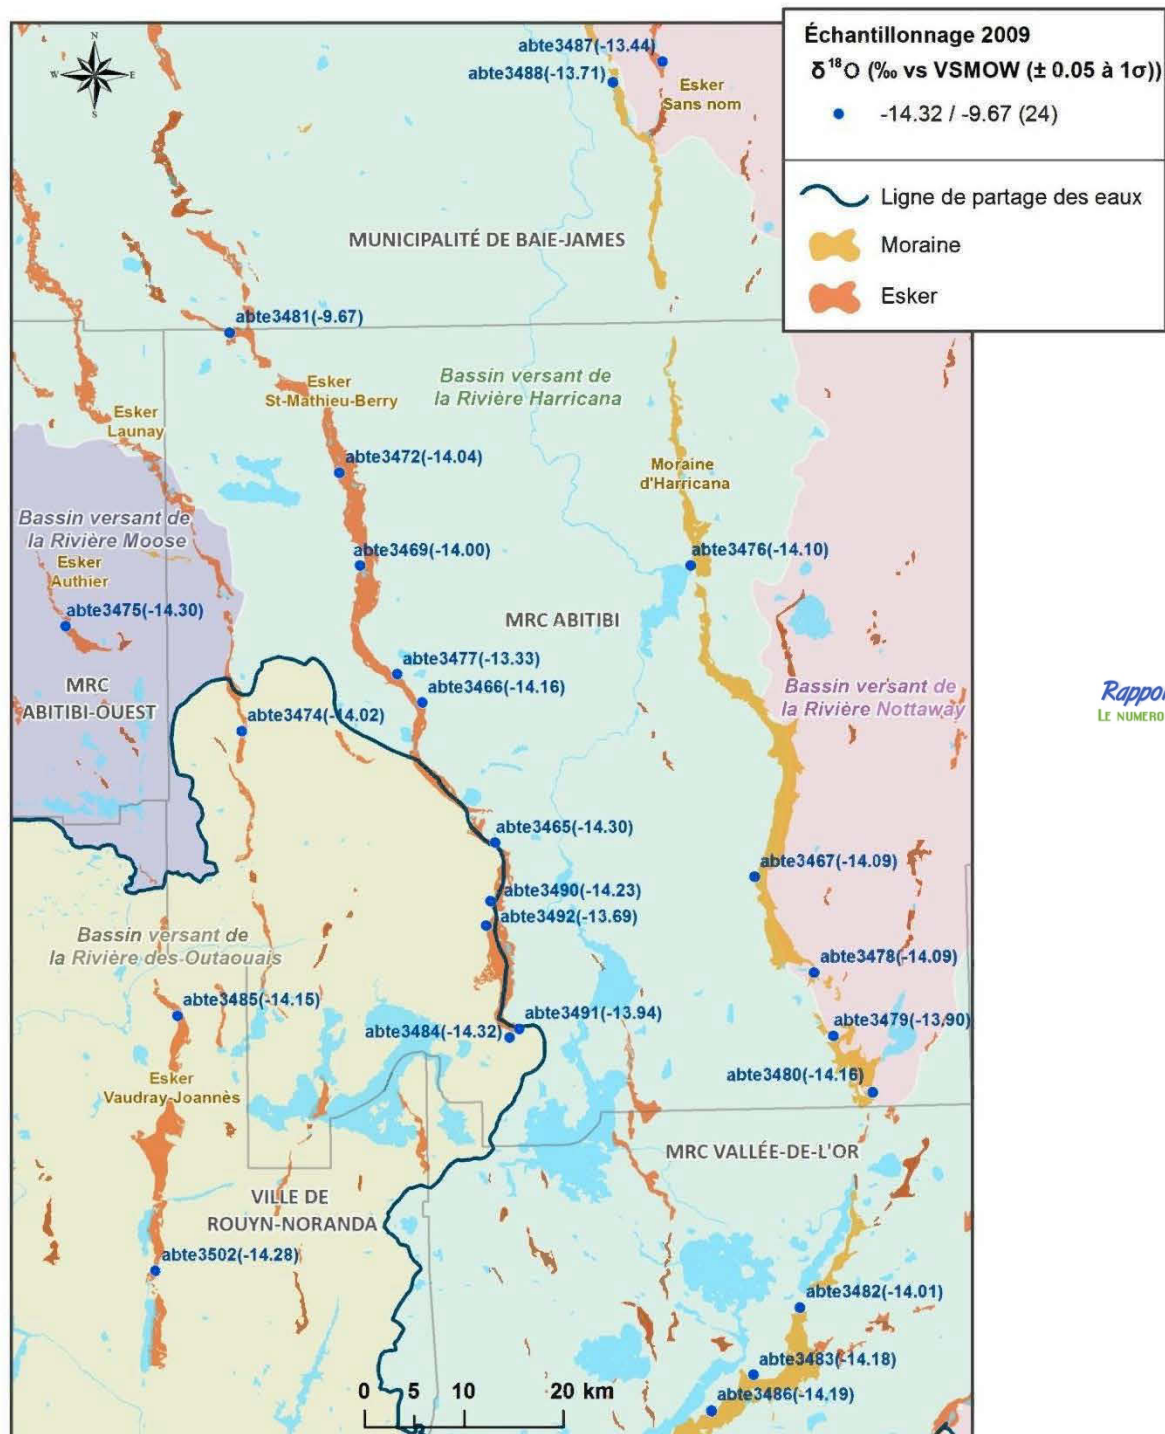 Échantillonnage 2009
δ¹⁸O (‰ vs VSMOW (± 0.05 à 1σ))
-14.32 / -9.67 (24)
Ligne de partage des eaux
Moraine
Esker
N
W E
S
abte3487(-13.44)
abte3488(-13.71)
Esker
Sans nom
MUNICIPALITÉ DE BAIE-JAMES
abte3481(-9.67)
Bassin versant de
la Rivière Harricana
Esker
St-Mathieu-Berry
Esker
Launay
abte3472(-14.04)
Moraine
d'Harricana
Bassin versant de
la Rivière Moose
abte3469(-14.00)
abte3476(-14.10)
Esker
Authier
abte3475(-14.30)
MRC ABITIBI
abte3477(-13.33)
abte3466(-14.16)
MRC
ABITIBI-OUEST
Bassin versant de
la Rivière Nottaway
abte3474(-14.02)
abte3465(-14.30)
abte3467(-14.09)
abte3490(-14.23)
abte3492(-13.69)
Bassin versant de
la Rivière des Outaouais
abte3478(-14.09)
abte3485(-14.15)
abte3491(-13.94)
abte3479(-13.90)
abte3484(-14.32)
abte3480(-14.16)
Esker
Vaudray-Joannès
MRC VALLÉE-DE-L'OR
VILLE DE
ROUYN-NORANDA
abte3502(-14.28)
abte3482(-14.01)
abte3483(-14.18)
abte3486(-14.19)
0 5 10 20 km
LE NUMERO